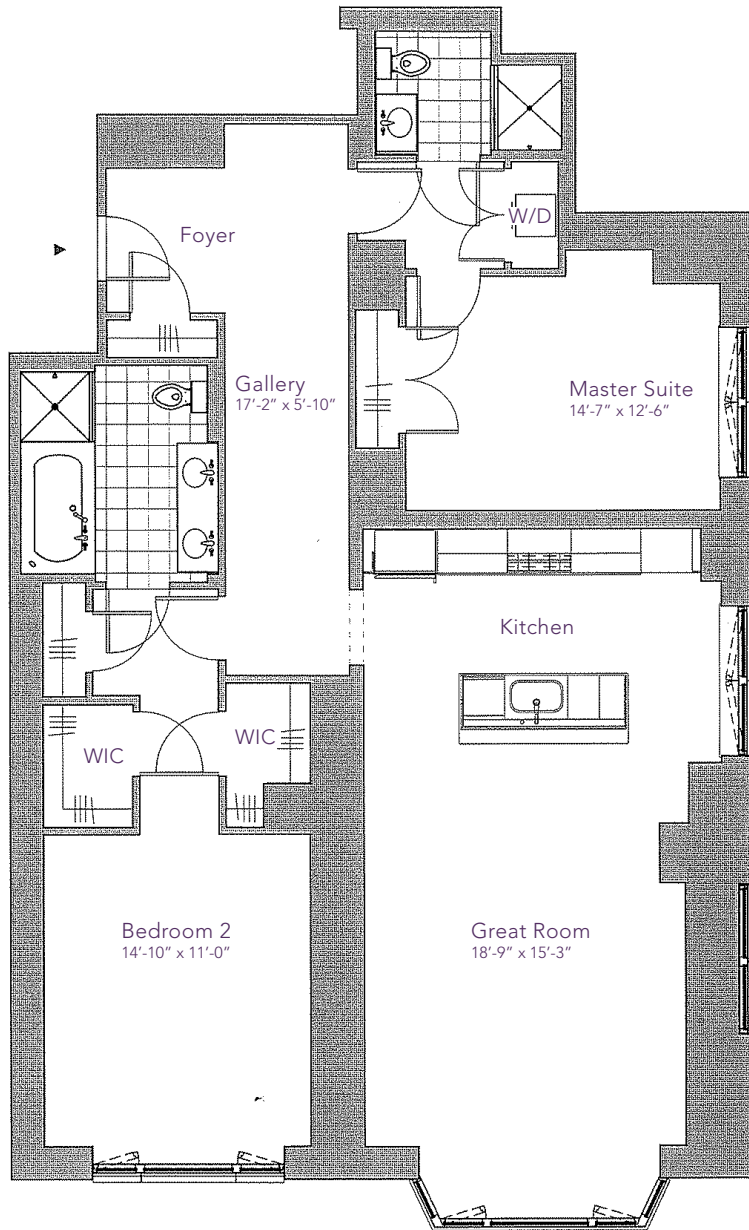 W/D
Foyer
Gallery
17'-2" x 5'-10"
Master Suite
14'-7" x 12'-6"
Kitchen
WIC
WIC
Bedroom 2
14'-10" x 11'-0"
Great Room
18'-9" x 15'-3"